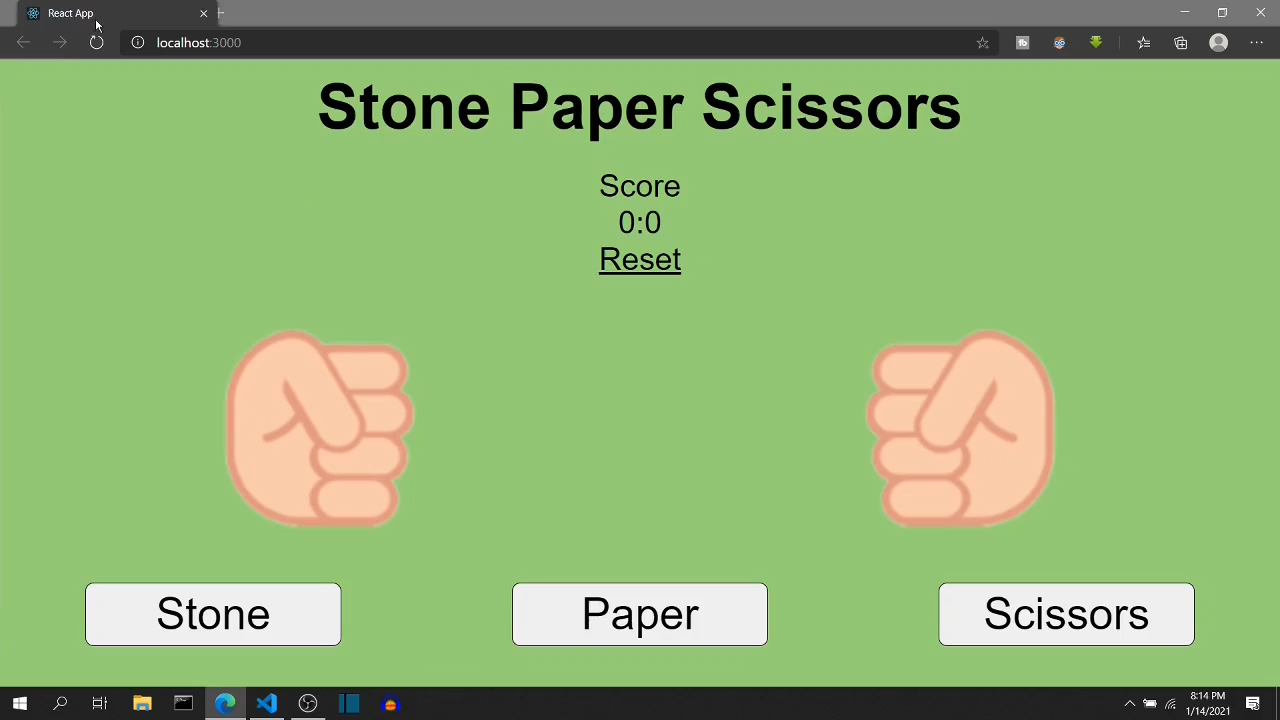 React App
localhost:3000
fb
Stone Paper Scissors
Score
0:0
Reset
Stone
Paper
Scissors
8:14 PM
1/14/2021